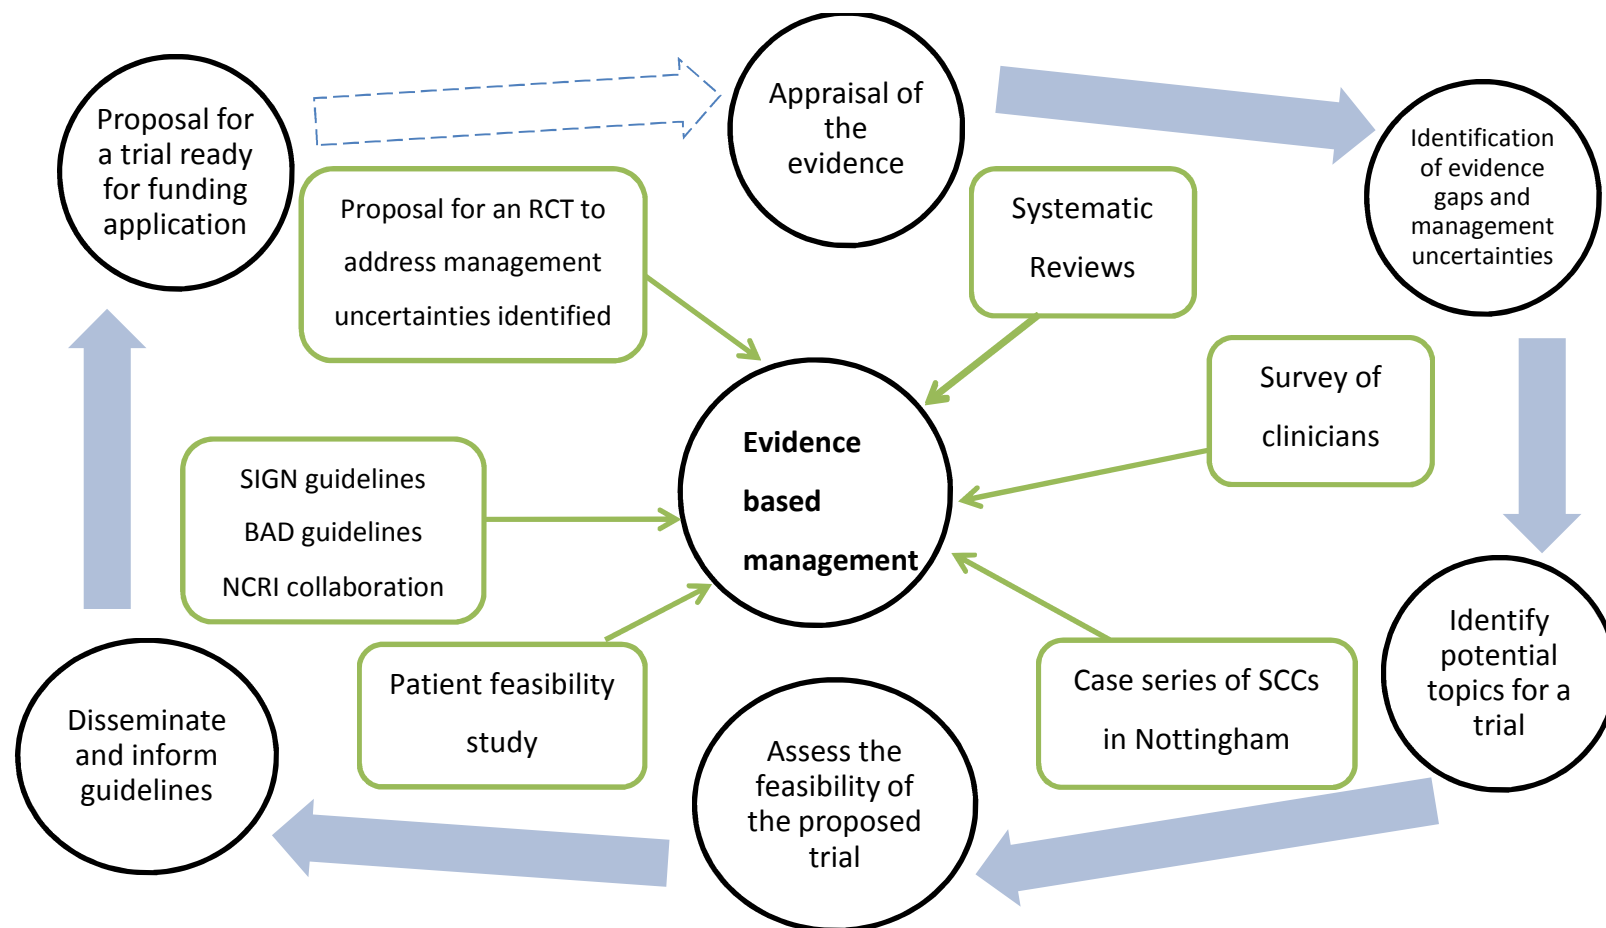 Proposal for
a trial ready
for funding
application
Appraisal of
the
evidence
Identification
of evidence
gaps and
management
uncertainties
Proposal for an RCT to
address management
uncertainties identified
Systematic
Reviews
Survey of
clinicians
Evidence
based
management
SIGN guidelines
BAD guidelines
NCRI collaboration
Patient feasibility
study
Case series of SCCs
in Nottingham
Identify
potential
topics for a
trial
Disseminate
and inform
guidelines
Assess the
feasibility of
the proposed
trial